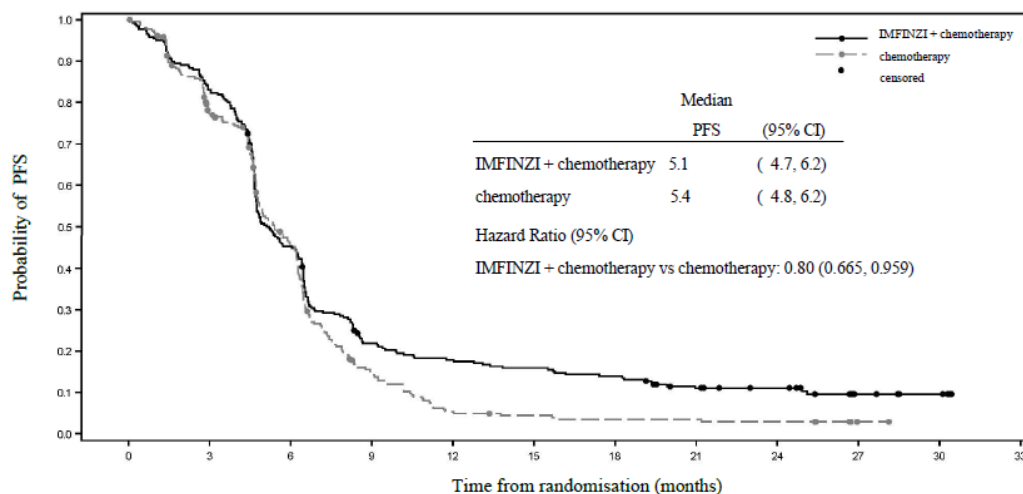 IMFINZI + chemotherapy
chemotherapy
censored
Median
PFS (95% CI)
IMFINZI + chemotherapy 5.1 ( 4.7, 6.2)
chemotherapy 5.4 ( 4.8, 6.2)
Hazard Ratio (95% CI)
IMFINZI + chemotherapy vs chemotherapy: 0.80 (0.665, 0.959)
Probability of PFS
1.0
0.9
0.8
0.7
0.6
0.5
0.4
0.3
0.2
0.1
0.0
0 3 6 9 12 15 18 21 24 27 30 33
Time from randomisation (months)